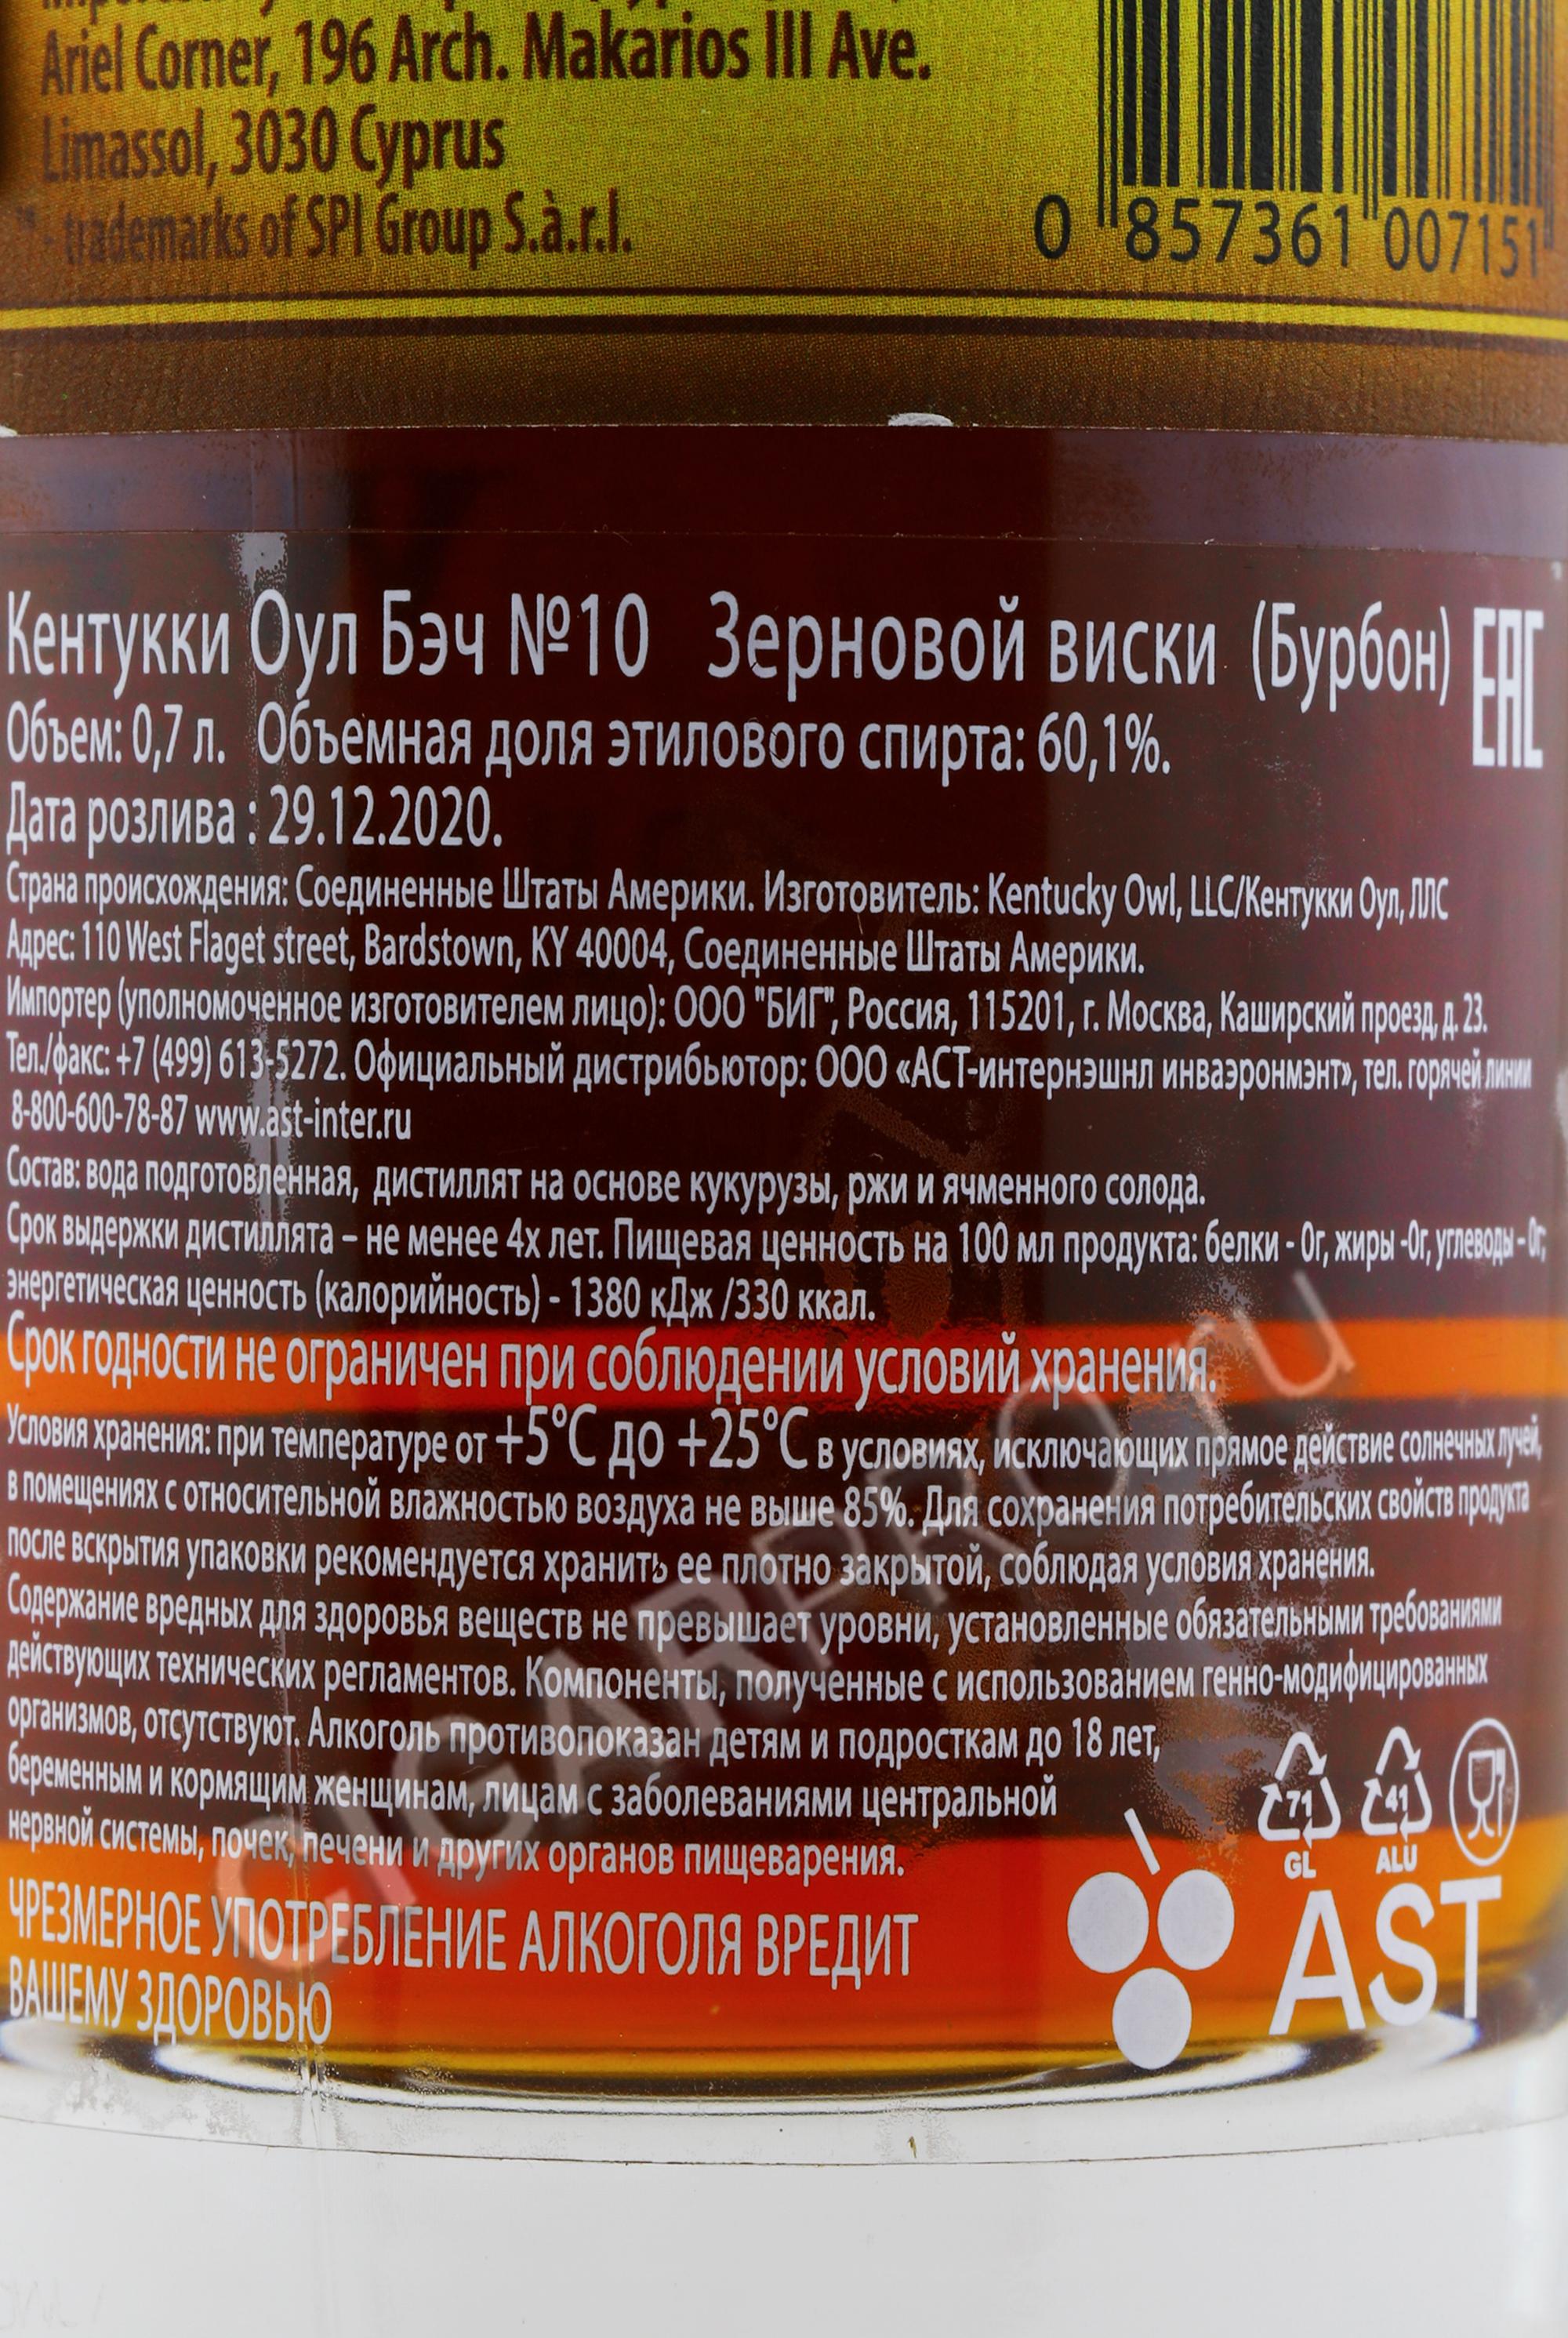 Ariel Corner, 196 Arch. Makarios III Ave.
Limassol, 3030 Cyprus
™ - trademarks of SPI Group S.à.r.l.
0 857361 007151
Кентукки Оул Бэч №10 Зерновой виски (Бурбон) EAC
Объем: 0,7 л. Объемная доля этилового спирта: 60,1%.
Дата розлива : 29.12.2020.
Страна происхождения: Соединенные Штаты Америки. Изготовитель: Kentucky Owl, LLC/Кентукки Оул, ЛЛС
Адрес: 110 West Flaget street, Bardstown, KY 40004, Соединенные Штаты Америки.
Импортер (уполномоченное изготовителем лицо): ООО "БИГ", Россия, 115201, г. Москва, Каширский проезд, д. 23.
Тел./факс: +7 (499) 613-5272. Официальный дистрибьютор: ООО «АСТ-интернэшнл инваэронмэнт», тел. горячей линии
8-800-600-78-87 www.ast-inter.ru
Состав: вода подготовленная, дистиллят на основе кукурузы, ржи и ячменного солода.
Срок выдержки дистиллята – не менее 4х лет. Пищевая ценность на 100 мл продукта: белки - 0г, жиры -0г, углеводы – 0г;
энергетическая ценность (калорийность) - 1380 кДж /330 ккал.
Срок годности не ограничен при соблюдении условий хранения.
Условия хранения: при температуре от +5°С до +25°С в условиях, исключающих прямое действие солнечных лучей,
в помещениях с относительной влажностью воздуха не выше 85%. Для сохранения потребительских свойств продукта
после вскрытия упаковки рекомендуется хранить ее плотно закрытой, соблюдая условия хранения.
Содержание вредных для здоровья веществ не превышает уровни, установленные обязательными требованиями
действующих технических регламентов. Компоненты, полученные с использованием генно-модифицированных
организмов, отсутствуют. Алкоголь противопоказан детям и подросткам до 18 лет,
беременным и кормящим женщинам, лицам с заболеваниями центральной
нервной системы, почек, печени и других органов пищеварения.
ЧРЕЗМЕРНОЕ УПОТРЕБЛЕНИЕ АЛКОГОЛЯ ВРЕДИТ
ВАШЕМУ ЗДОРОВЬЮ
71 41
GL ALU
AST
CIGARPRO.ru